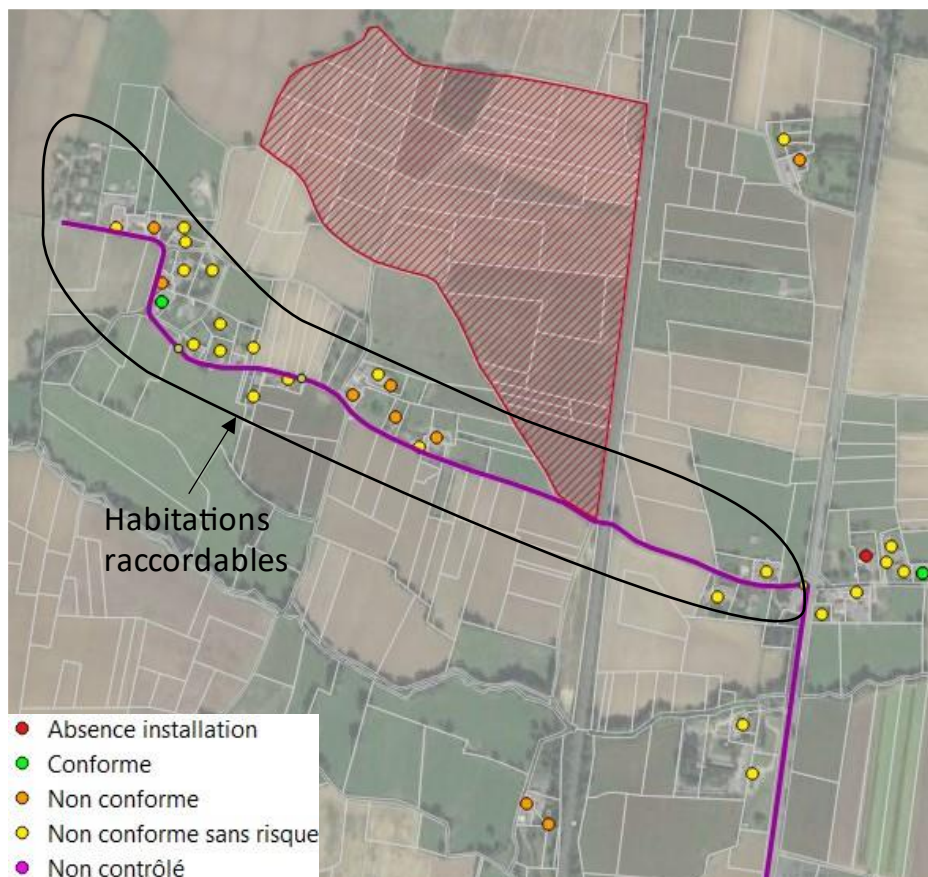 Habitations
raccordables
Absence installation
Conforme
Non conforme
Non conforme sans risque
Non contrôlé